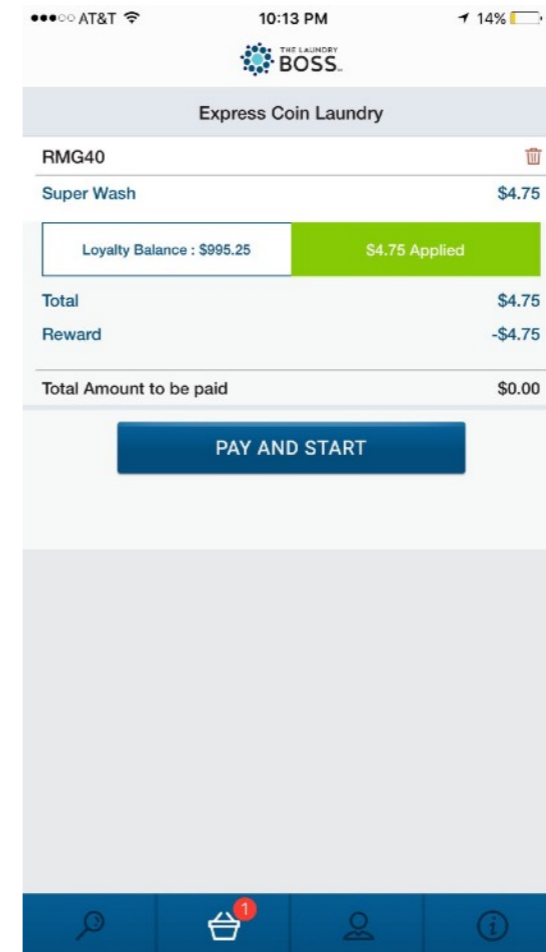 AT&T 10:13 PM 14%
THE LAUNDRY
BOSS
Express Coin Laundry
RMG40
Super Wash $4.75
Loyalty Balance : $995.25 $4.75 Applied
Total $4.75
Reward -$4.75
Total Amount to be paid $0.00
PAY AND START
1